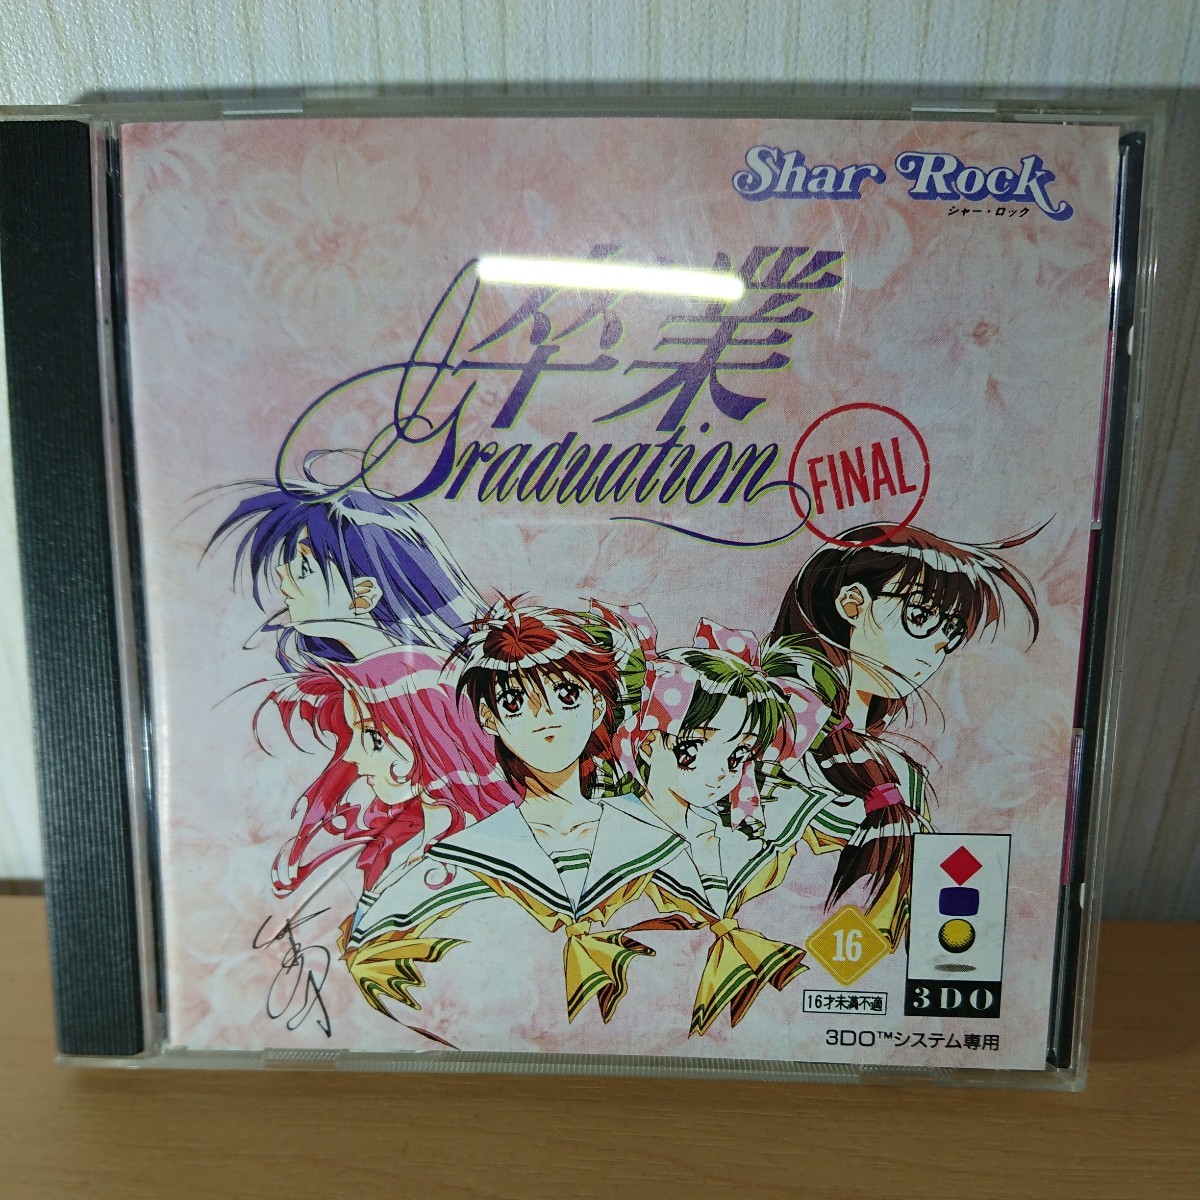 Shar Rock
シャー・ロック
卒業
Graduation
FINAL
16
16才未満不適
3DO
3DO™システム専用